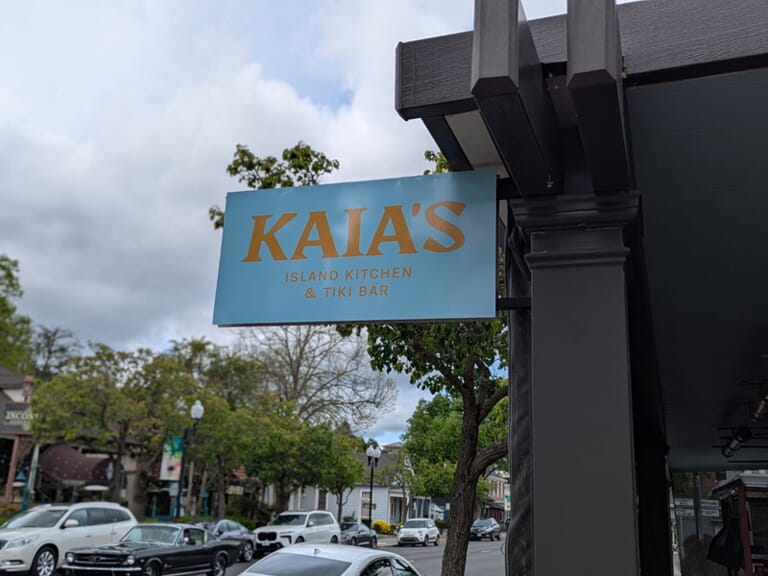 KAIA'S
ISLAND KITCHEN
& TIKI BAR